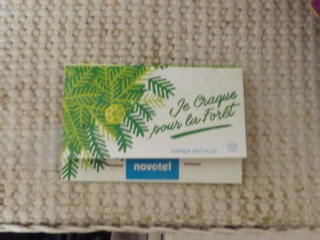 Je Craque
pour la Forêt
PAPIER RECYCLÉ
novotel